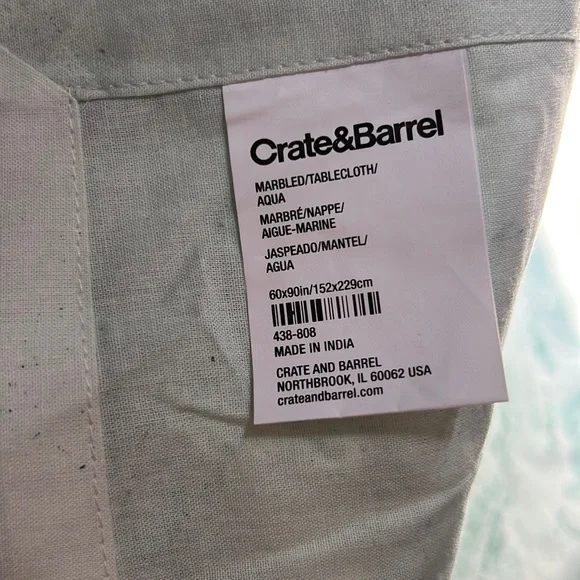 Crate&Barrel
MARBLED/TABLECLOTH/
AQUA
MARBRÉ/NAPPE/
AIGUE-MARINE
JASPEADO/MANTEL/
AGUA
60x90in/152x229cm
438-808
MADE IN INDIA
CRATE AND BARREL
NORTHBROOK, IL 60062 USA
crateandbarrel.com